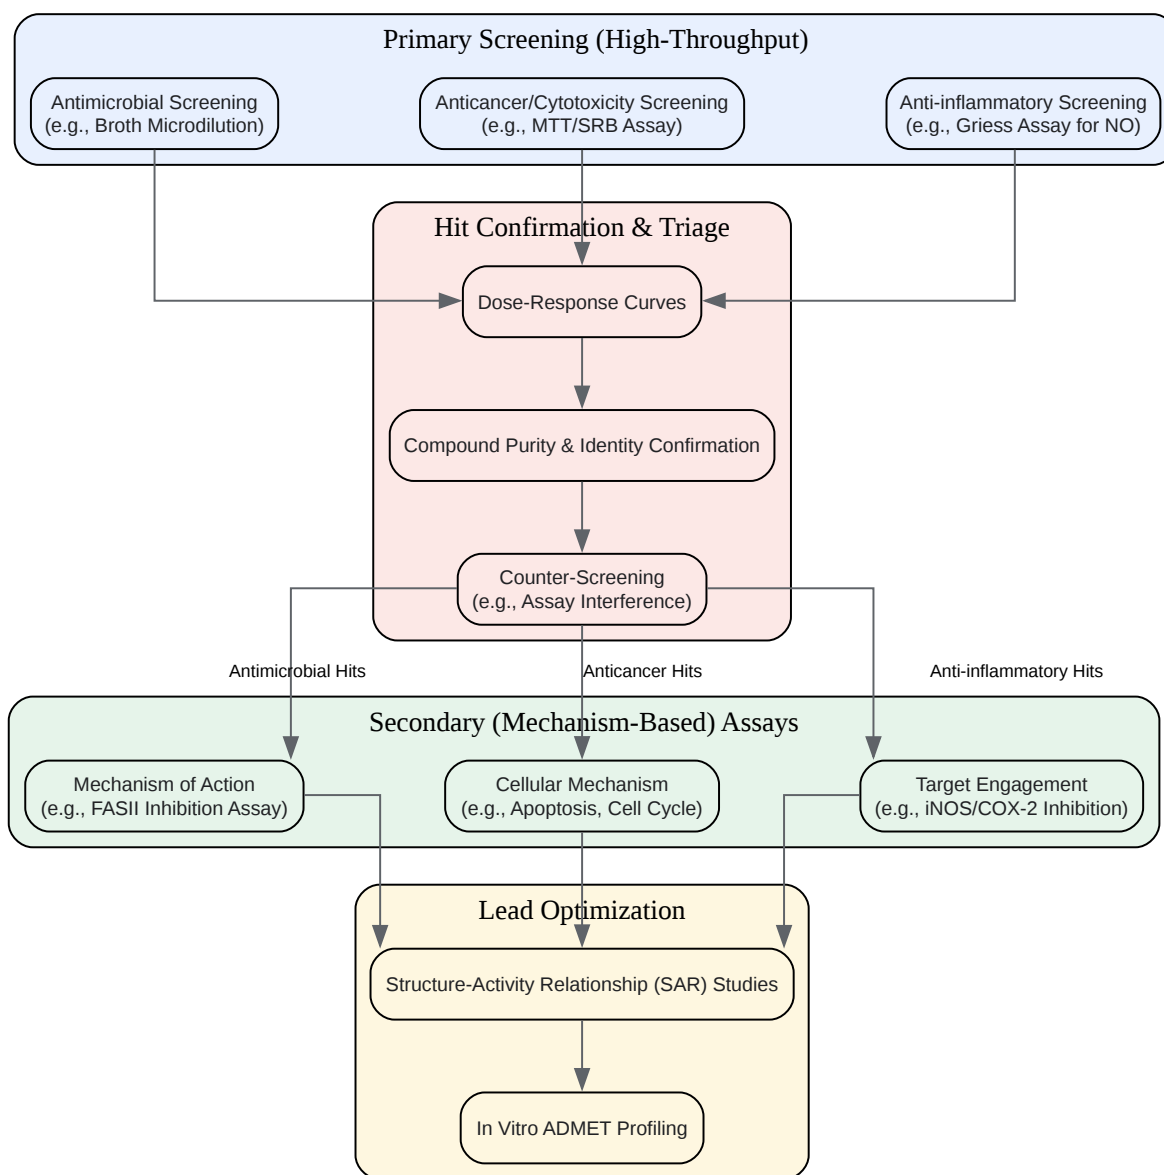 Primary Screening (High-Throughput)
Antimicrobial Screening
(e.g., Broth Microdilution)
Anticancer/Cytotoxicity Screening
(e.g., MTT/SRB Assay)
Anti-inflammatory Screening
(e.g., Griess Assay for NO)
Hit Confirmation & Triage
Dose-Response Curves
Compound Purity & Identity Confirmation
Counter-Screening
(e.g., Assay Interference)
Antimicrobial Hits
Anticancer Hits
Anti-inflammatory Hits
Secondary (Mechanism-Based) Assays
Mechanism of Action
(e.g., FASII Inhibition Assay)
Cellular Mechanism
(e.g., Apoptosis, Cell Cycle)
Target Engagement
(e.g., iNOS/COX-2 Inhibition)
Lead Optimization
Structure-Activity Relationship (SAR) Studies
In Vitro ADMET Profiling